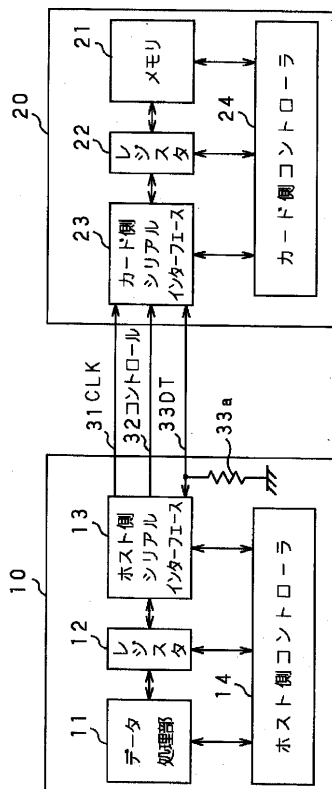 10
11
データ
処理部
12
レジスタ
13
ホスト側
シリアル
インターフェース
14
ホスト側コントローラ
31CLK
32コントロール
33DT
33a
20
23
カード側
シリアル
インターフェース
22
レジスタ
21
メモリ
24
カード側コントローラ